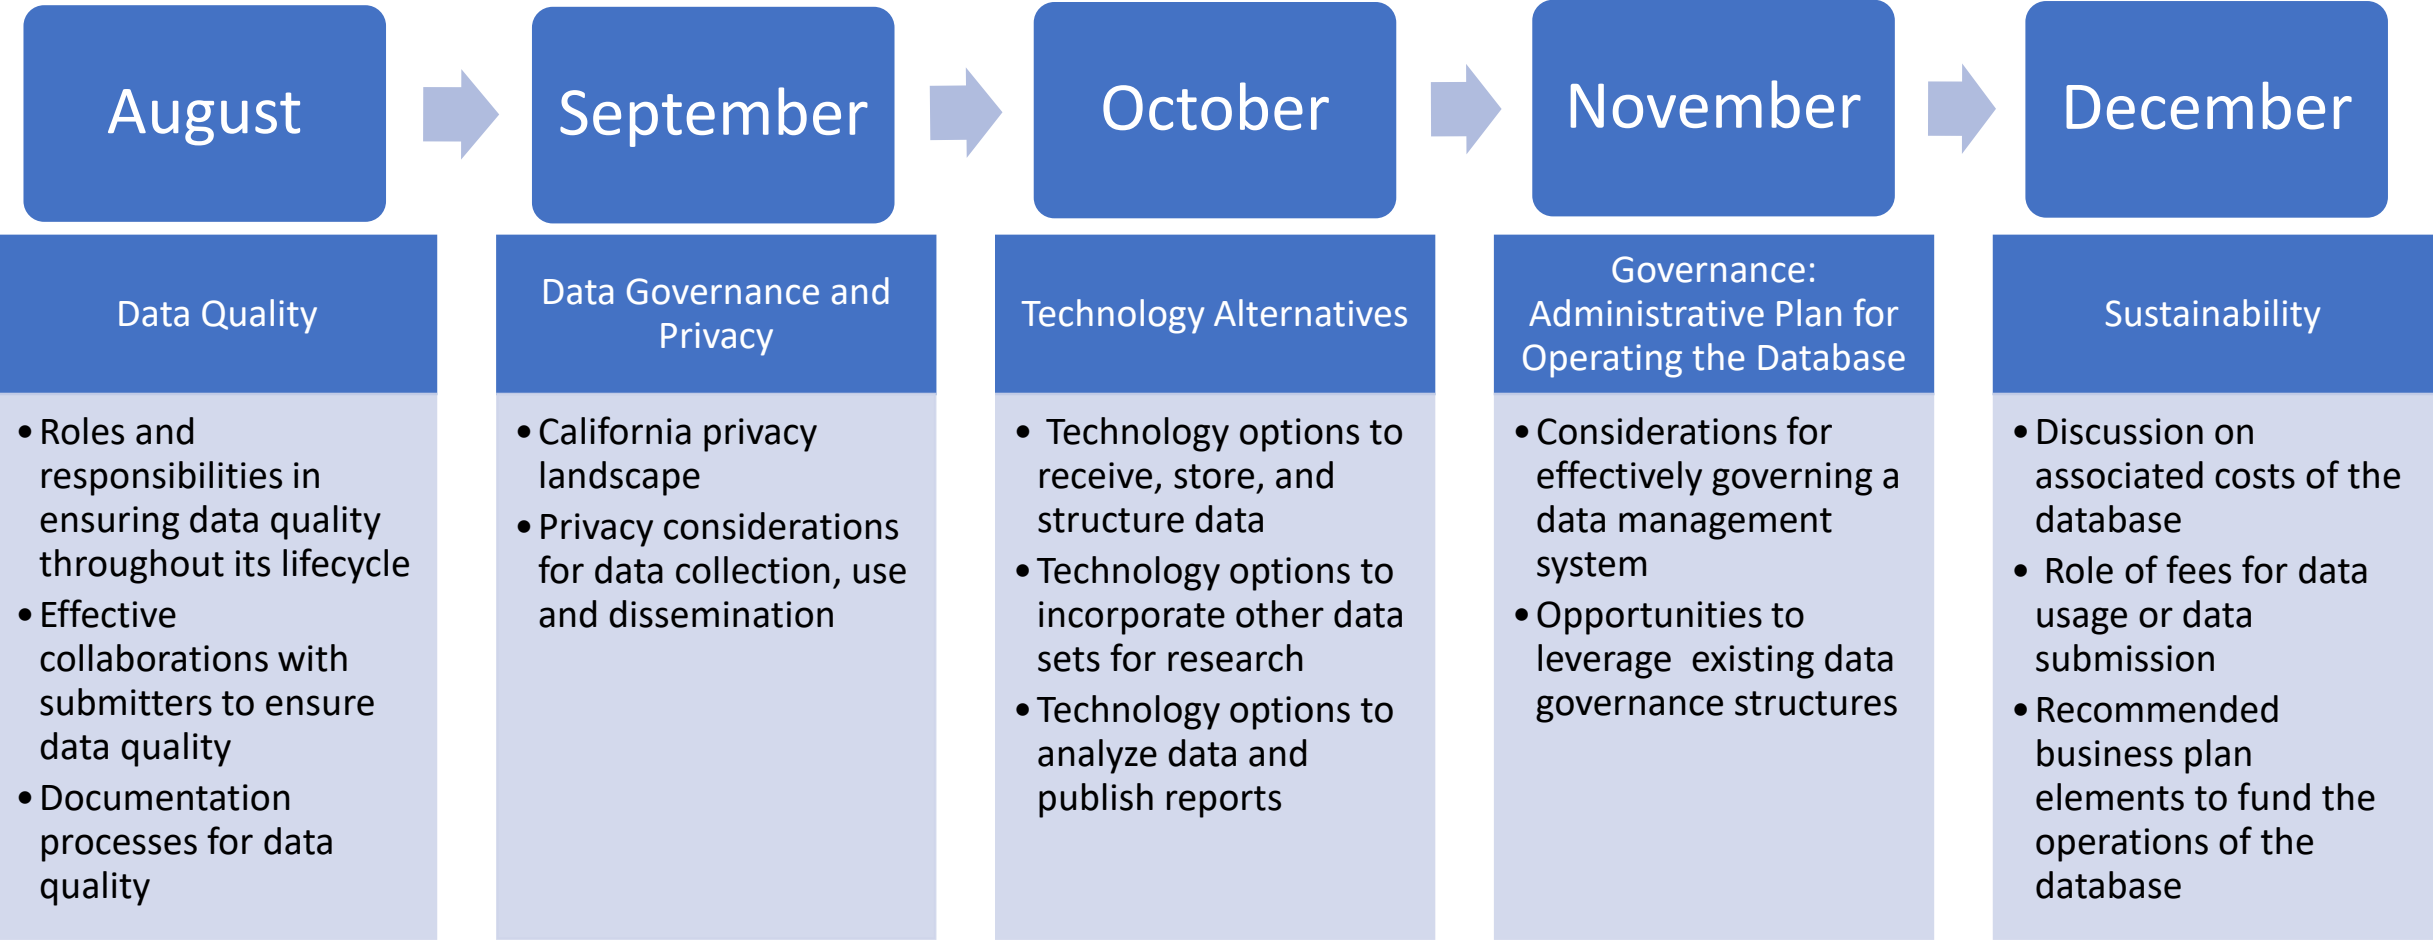 August
September
October
November
December
Data Quality
•Roles and
responsibilities in
ensuring data quality
throughout its lifecycle
•Effective
collaborations with
submitters to ensure
data quality
•Documentation
processes for data
quality
Data Governance and
Privacy
•California privacy
landscape
•Privacy considerations
for data collection, use
and dissemination
Technology Alternatives
• Technology options to
receive, store, and
structure data
•Technology options to
incorporate other data
sets for research
•Technology options to
analyze data and
publish reports
Governance:
Administrative Plan for
Operating the Database
•Considerations for
effectively governing a
data management
system
•Opportunities to
leverage  existing data
governance structures
Sustainability
•Discussion on
associated costs of the
database
• Role of fees for data
usage or data
submission
•Recommended
business plan
elements to fund the
operations of the
database